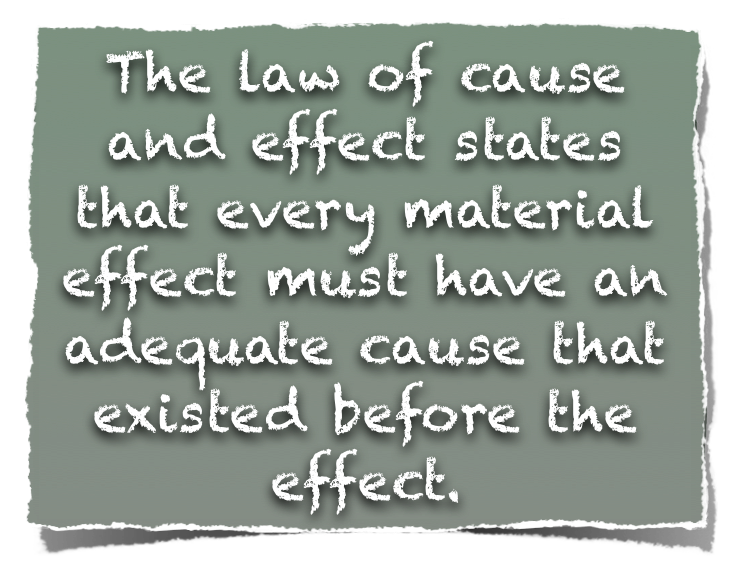 The law of cause
and effect states
that every material
effect must have an
adequate cause that
existed before the
effect.